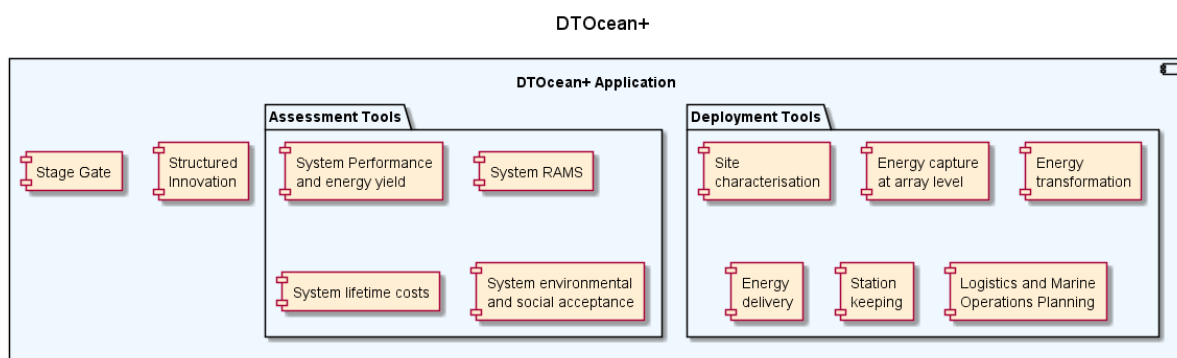 DTOcean+
DTOcean+ Application
Stage Gate
Structured
Innovation
Assessment Tools
System Performance
and energy yield
System RAMS
System lifetime costs
System environmental
and social acceptance
Deployment Tools
Site
characterisation
Energy capture
at array level
Energy
transformation
Energy
delivery
Station
keeping
Logistics and Marine
Operations Planning